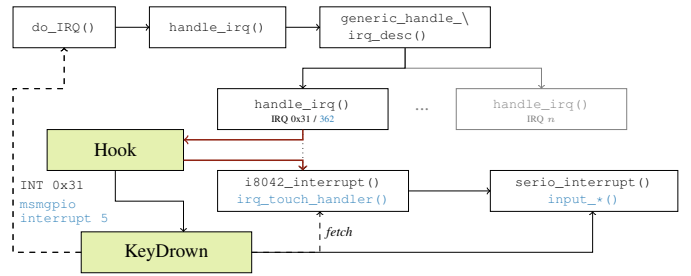 do_IRQ()
handle_irq()
generic_handle_\
irq_desc()
handle_irq()
IRQ 0x31 / 362
...
handle_irq()
IRQ n
Hook
INT 0x31
msmgpio
interrupt 5
i8042_interrupt()
irq_touch_handler()
serio_interrupt()
input_*()
fetch
KeyDrown